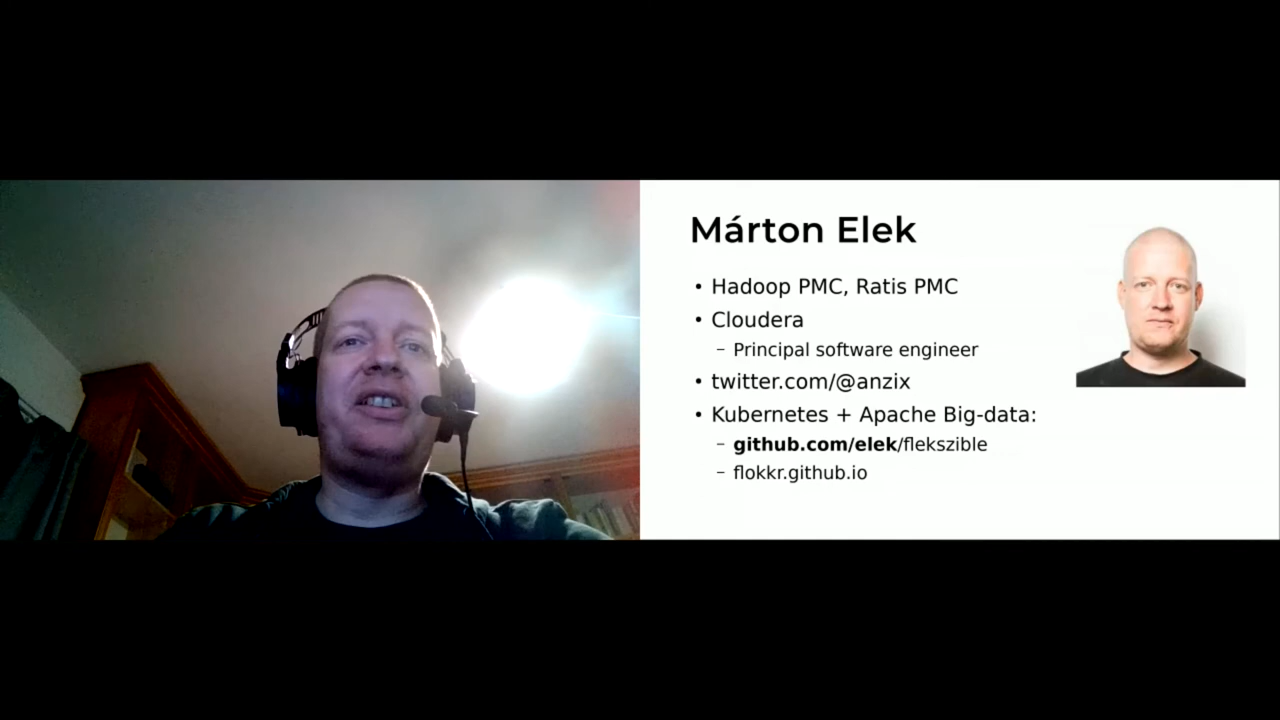 Márton Elek
• Hadoop PMC, Ratis PMC
• Cloudera
– Principal software engineer
• twitter.com/@anzix
• Kubernetes + Apache Big-data:
– github.com/elek/flekszible
– flokkr.github.io